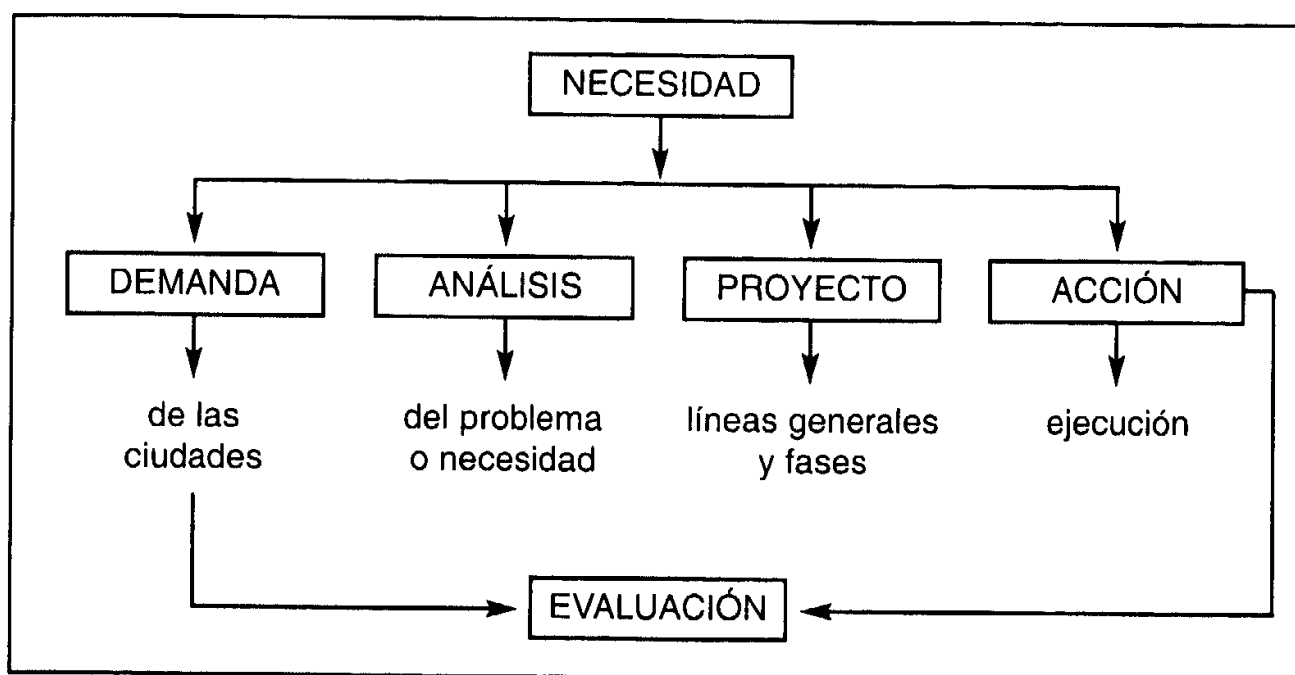 NECESIDAD
DEMANDA
ANÁLISIS
PROYECTO
ACCIÓN
de las
ciudades
del problema
o necesidad
líneas generales
y fases
ejecución
EVALUACIÓN